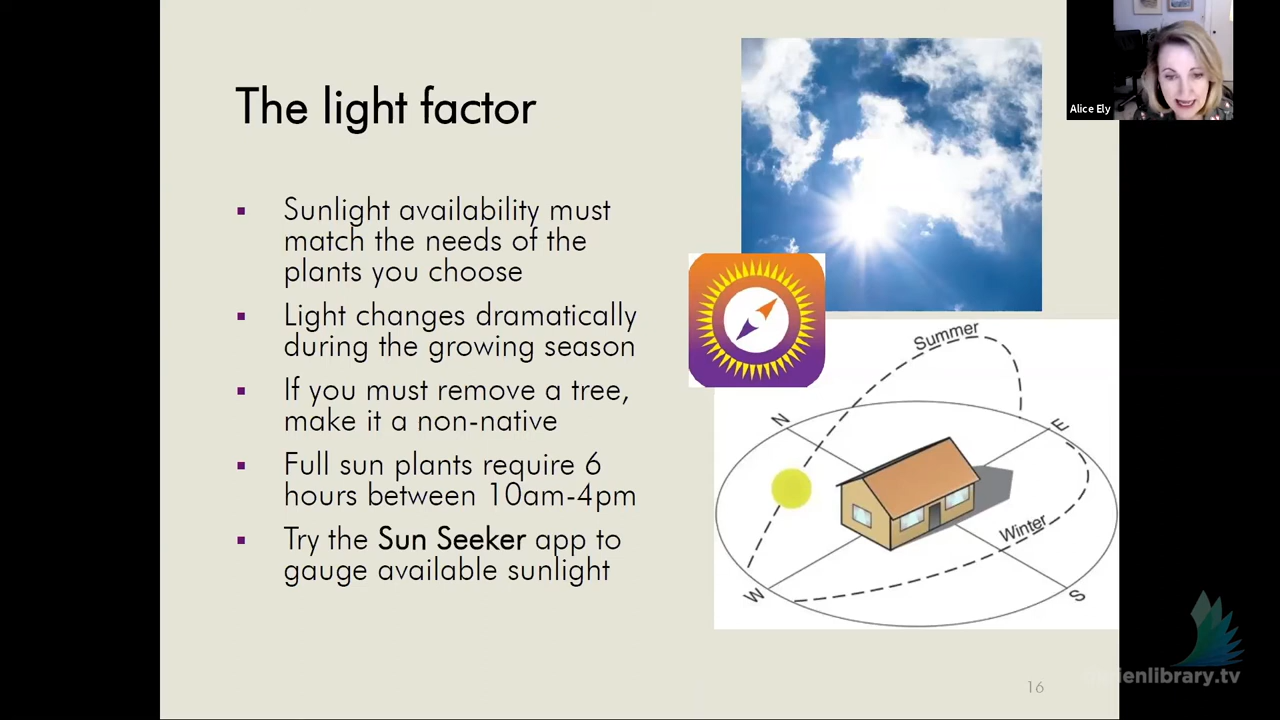 The light factor
Sunlight availability must
match the needs of the
plants you choose
Light changes dramatically
during the growing season
If you must remove a tree,
make it a non-native
Full sun plants require 6
hours between 10am-4pm
Try the Sun Seeker app to
gauge available sunlight
Alice Ely
Summer
N
E
Winter
W
S
16